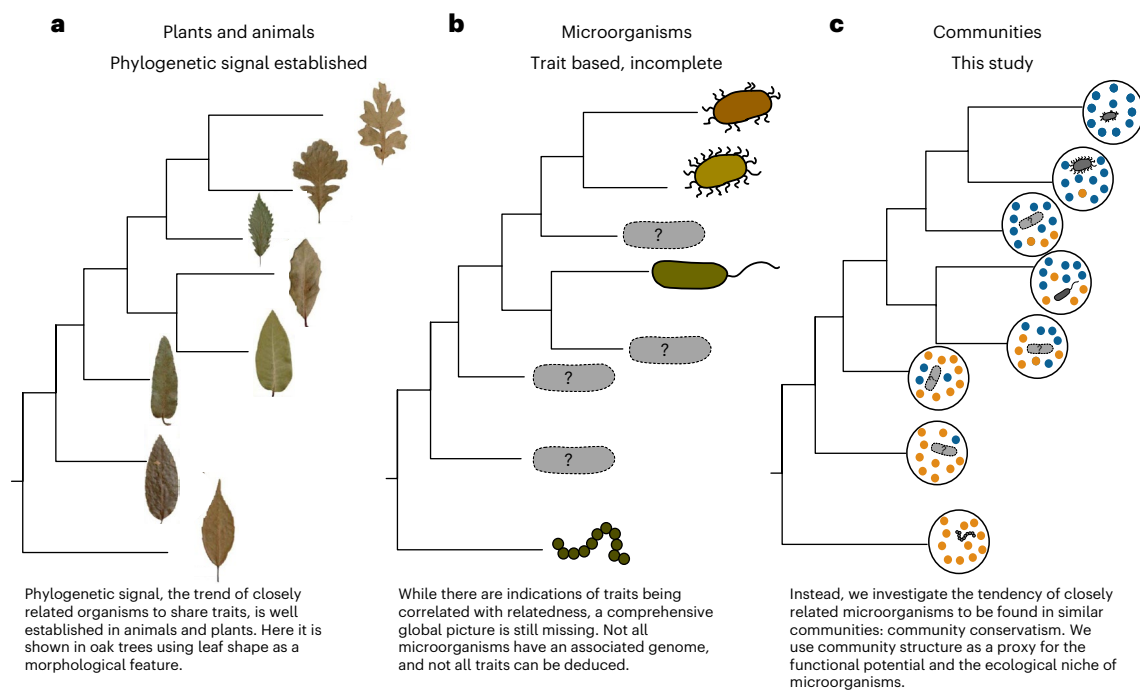 a
Plants and animals
Phylogenetic signal established
Phylogenetic signal, the trend of closely
related organisms to share traits, is well
established in animals and plants. Here it is
shown in oak trees using leaf shape as a
morphological feature.
b
Microorganisms
Trait based, incomplete
?
?
?
?
While there are indications of traits being
correlated with relatedness, a comprehensive
global picture is still missing. Not all
microorganisms have an associated genome,
and not all traits can be deduced.
c
Communities
This study
?
?
?
?
Instead, we investigate the tendency of closely
related microorganisms to be found in similar
communities: community conservatism. We
use community structure as a proxy for the
functional potential and the ecological niche of
microorganisms.